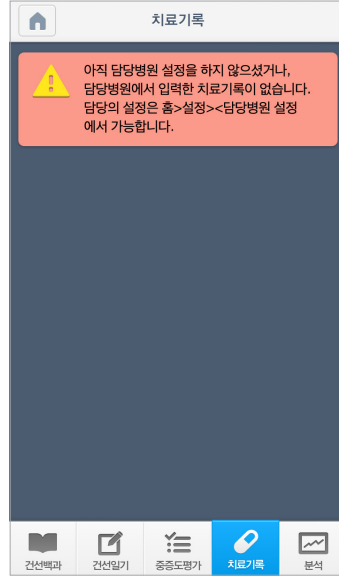 치료기록
아직 담당병원 설정을 하지 않으셨거나,
담당병원에서 입력한 치료기록이 없습니다.
담당의 설정은 홈>설정><담당병원 설정
에서 가능합니다.
건선백과 건선일기 중증도평가 치료기록 분석